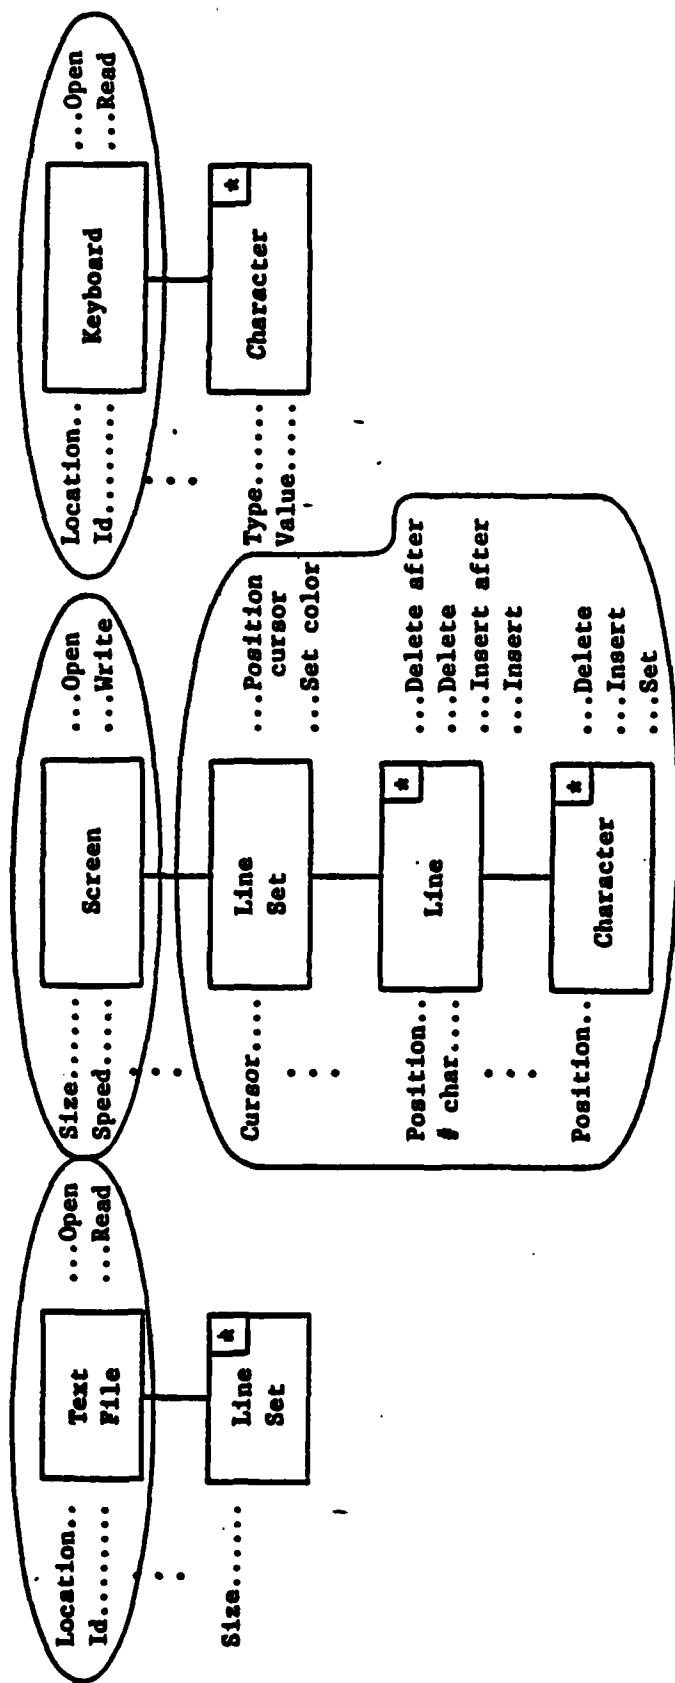 Location.. Text File ...Open
Id........ ...Read
Size....... Line Set *
Size....... Screen ...Open
Speed..... ...Write
Cursor.... Line Set ...Position cursor
...Set color
Position.. Line * ...Delete after
# char.... ...Delete
...Insert after
...Insert
Position.. Character * ...Delete
...Insert
...Set
Location.. Keyboard ...Open
Id......... ...Read
Type....... Character *
Value.....